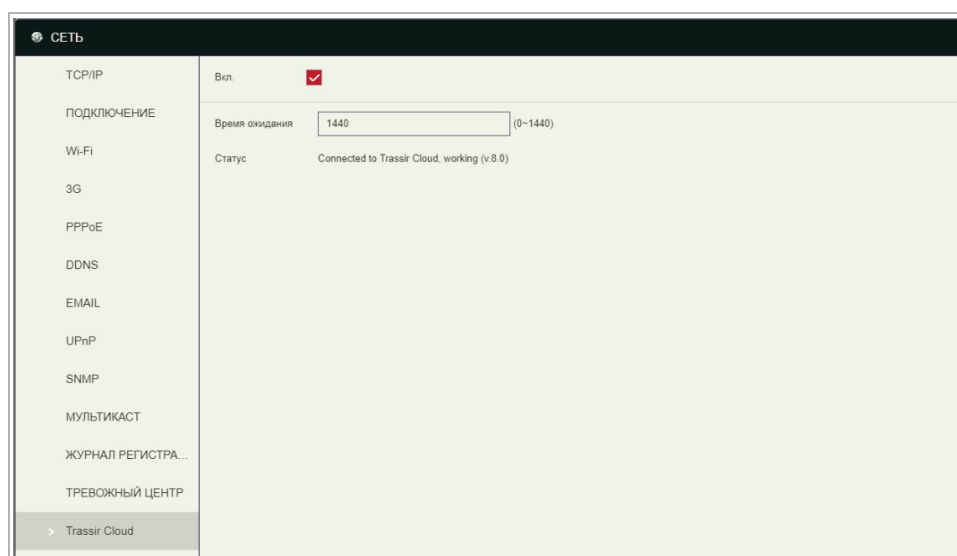 СЕТЬ
TCP/IP
ПОДКЛЮЧЕНИЕ
Wi-Fi
3G
PPPoE
DDNS
EMAIL
UPnP
SNMP
МУЛЬТИКАСТ
ЖУРНАЛ РЕГИСТРА...
ТРЕВОЖНЫЙ ЦЕНТР
Trassir Cloud
Вкл.
Время ожидания 1440 (0~1440)
Статус Connected to Trassir Cloud, working (v.8.0)